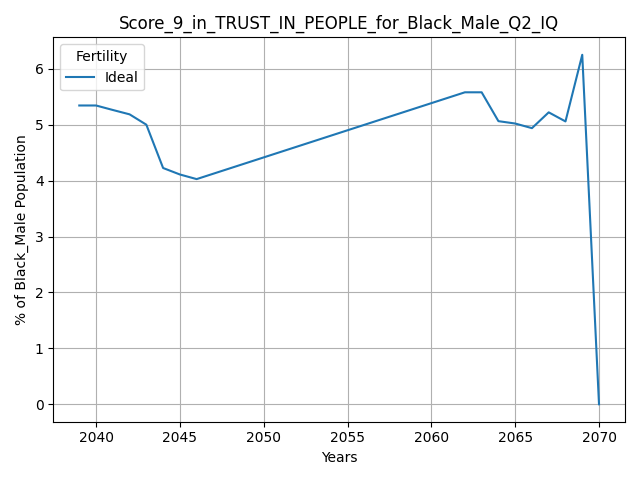 Score_9_in_TRUST_IN_PEOPLE_for_Black_Male_Q2_IQ
Fertility
Ideal
% of Black_Male Population
6
5
4
3
2
1
0
2040 2045 2050 2055 2060 2065 2070
Years